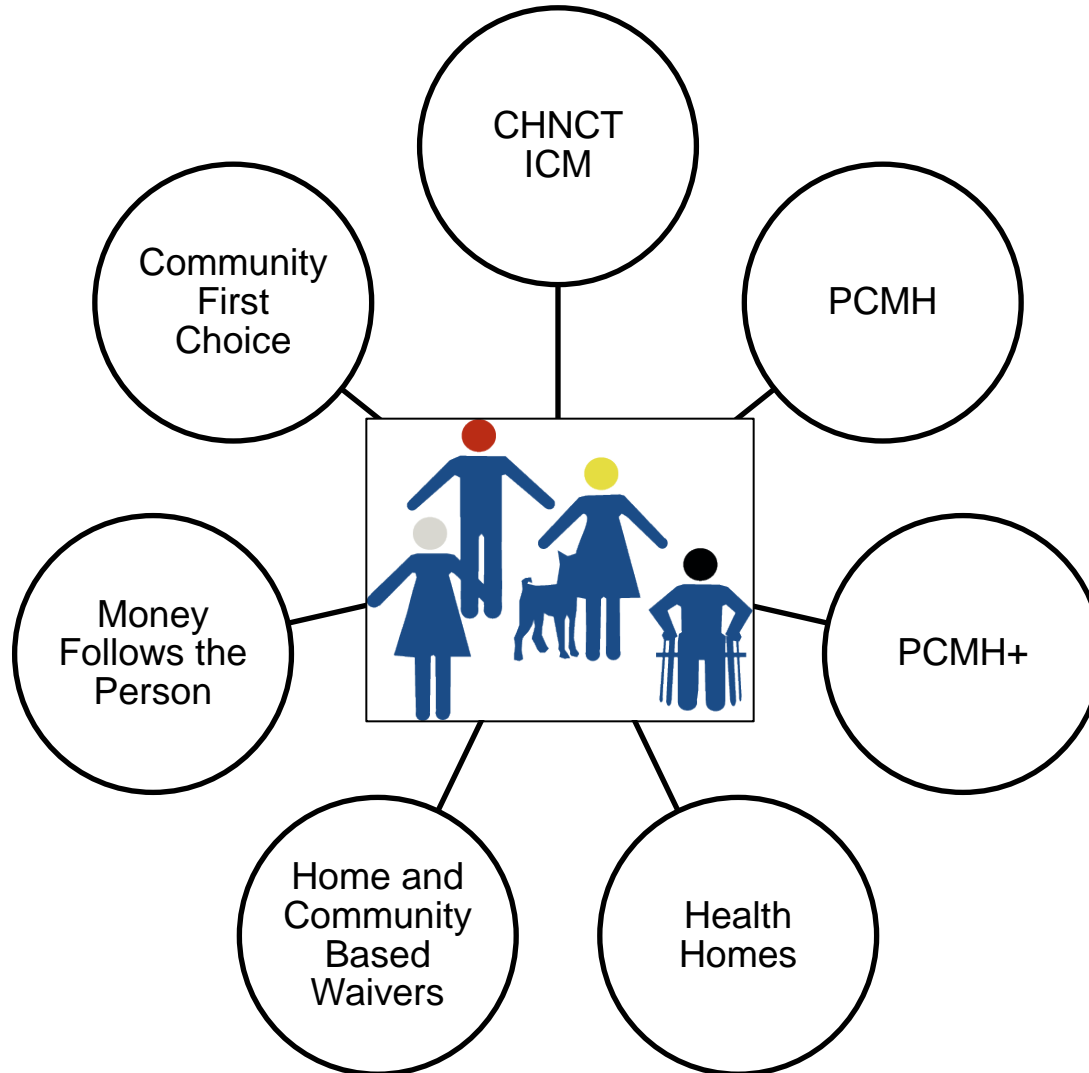 CHNCT
ICM
PCMH
PCMH+
Health
Homes
Home and
Community
Based
Waivers
Money
Follows the
Person
Community
First
Choice